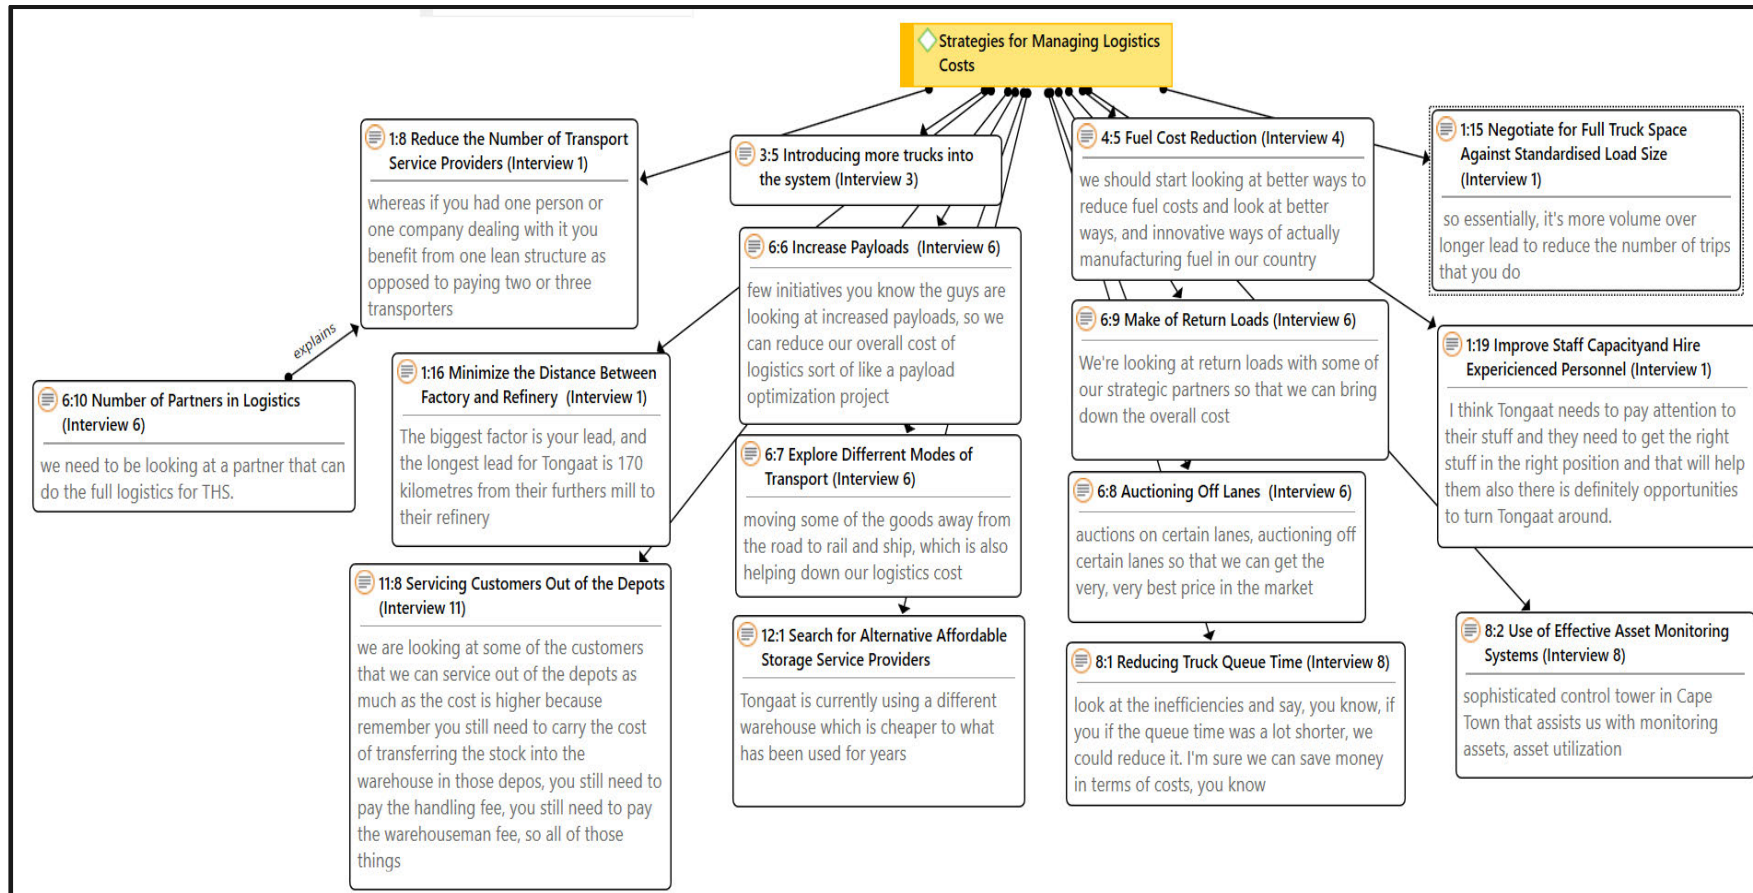 Strategies for Managing Logistics
Costs
1:8 Reduce the Number of Transport
Service Providers (Interview 1)
whereas if you had one person or
one company dealing with it you
benefit from one lean structure as
opposed to paying two or three
transporters
explains
6:10 Number of Partners in Logistics
(Interview 6)
we need to be looking at a partner that can
do the full logistics for THS.
1:16 Minimize the Distance Between
Factory and Refinery (Interview 1)
The biggest factor is your lead, and
the longest lead for Tongaat is 170
kilometres from their furthers mill to
their refinery
11:8 Servicing Customers Out of the Depots
(Interview 11)
we are looking at some of the customers
that we can service out of the depots as
much as the cost is higher because
remember you still need to carry the cost
of transferring the stock into the
warehouse in those depos, you still need to
pay the handling fee, you still need to pay
the warehouseman fee, so all of those
things
3:5 Introducing more trucks into
the system (Interview 3)
6:6 Increase Payloads (Interview 6)
few initiatives you know the guys are
looking at increased payloads, so we
can reduce our overall cost of
logistics sort of like a payload
optimization project
6:7 Explore Different Modes of
Transport (Interview 6)
moving some of the goods away from
the road to rail and ship, which is also
helping down our logistics cost
12:1 Search for Alternative Affordable
Storage Service Providers
Tongaat is currently using a different
warehouse which is cheaper to what
has been used for years
4:5 Fuel Cost Reduction (Interview 4)
we should start looking at better ways to
reduce fuel costs and look at better
ways, and innovative ways of actually
manufacturing fuel in our country
6:9 Make of Return Loads (Interview 6)
We're looking at return loads with some of
our strategic partners so that we can bring
down the overall cost
6:8 Auctioning Off Lanes (Interview 6)
auctions on certain lanes, auctioning off
certain lanes so that we can get the
very, very best price in the market
8:1 Reducing Truck Queue Time (Interview 8)
look at the inefficiencies and say, you know, if
you if the queue time was a lot shorter, we
could reduce it. I'm sure we can save money
in terms of costs, you know
1:15 Negotiate for Full Truck Space
Against Standardised Load Size
(Interview 1)
so essentially, it's more volume over
longer lead to reduce the number of trips
that you do
1:19 Improve Staff Capacityand Hire
Expericienced Personnel (Interview 1)
I think Tongaat needs to pay attention to
their stuff and they need to get the right
stuff in the right position and that will help
them also there is definitely opportunities
to turn Tongaat around.
8:2 Use of Effective Asset Monitoring
Systems (Interview 8)
sophisticated control tower in Cape
Town that assists us with monitoring
assets, asset utilization